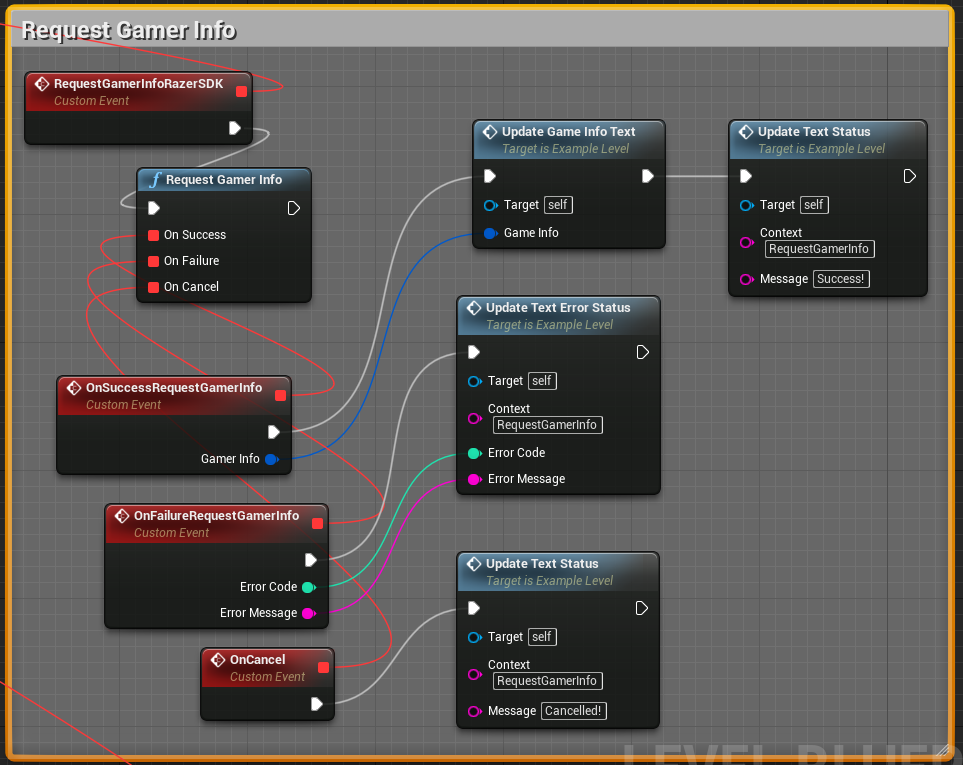 Request Gamer Info
RequestGamerInfoRazerSDK
Custom Event
f Request Gamer Info
On Success
On Failure
On Cancel
Update Game Info Text
Target is Example Level
Target self
Game Info
Update Text Status
Target is Example Level
Target self
Context
RequestGamerInfo
Message Success!
Update Text Error Status
Target is Example Level
Target self
Context
RequestGamerInfo
Error Code
Error Message
OnSuccessRequestGamerInfo
Custom Event
Gamer Info
OnFailureRequestGamerInfo
Custom Event
Error Code
Error Message
OnCancel
Custom Event
Update Text Status
Target is Example Level
Target self
Context
RequestGamerInfo
Message Cancelled!
LEVEL